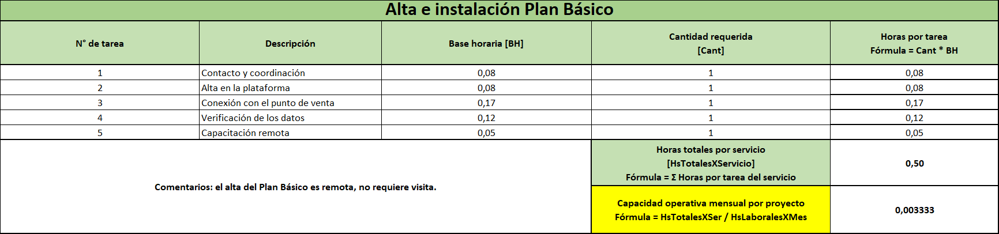 Alta e instalación Plan Básico
N° de tarea Descripción Base horaria [BH] Cantidad requerida [Cant] Horas por tarea Fórmula = Cant * BH
1 Contacto y coordinación 0,08 1 0,08
2 Alta en la plataforma 0,08 1 0,08
3 Conexión con el punto de venta 0,17 1 0,17
4 Verificación de los datos 0,12 1 0,12
5 Capacitación remota 0,05 1 0,05
Comentarios: el alta del Plan Básico es remota, no requiere visita.
Horas totales por servicio
[HsTotalesXServicio]
Fórmula = Σ Horas por tarea del servicio
0,50
Capacidad operativa mensual por proyecto
Fórmula = HsTotalesXSer / HsLaboralesXMes
0,003333